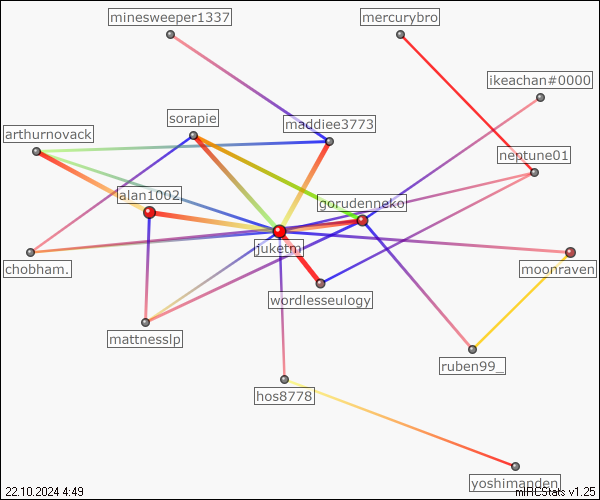 minesweeper1337
mercurybro
ikeachan#0000
sorapie
maddiee3773
arthurnovack
neptune01
alan1002
gorudenneko
juketm
chobham.
moonraven
wordlesseulogy
mattnesslp
ruben99_
hos8778
yoshimanden
22.10.2024 4:49
mIRCStats v1.25